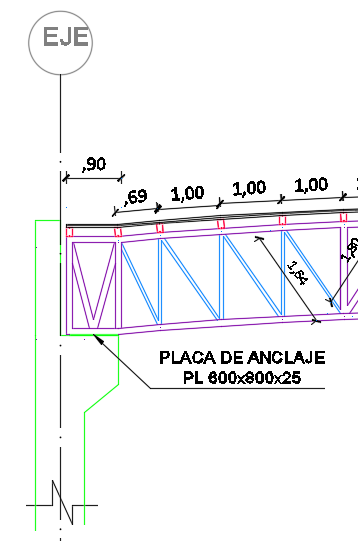 EJE
,90
,69 1,00 1,00 1,00
1,64
PLACA DE ANCLAJE
PL 600x800x25